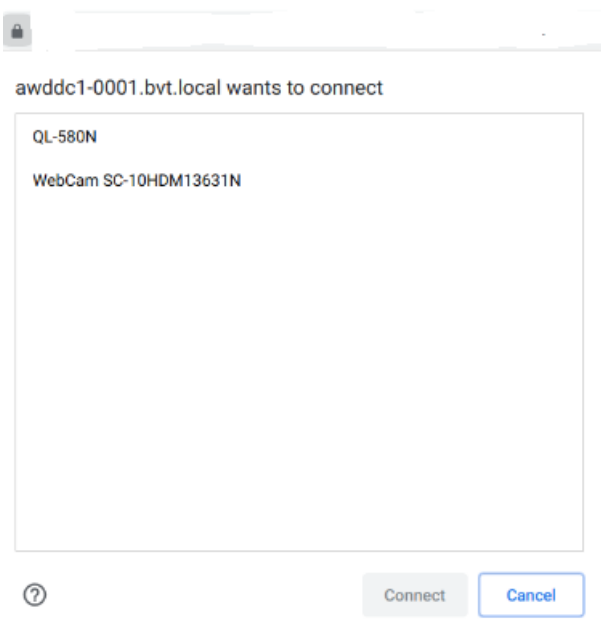 awddc1-0001.bvt.local wants to connect
QL-580N
WebCam SC-10HDM13631N
Connect
Cancel